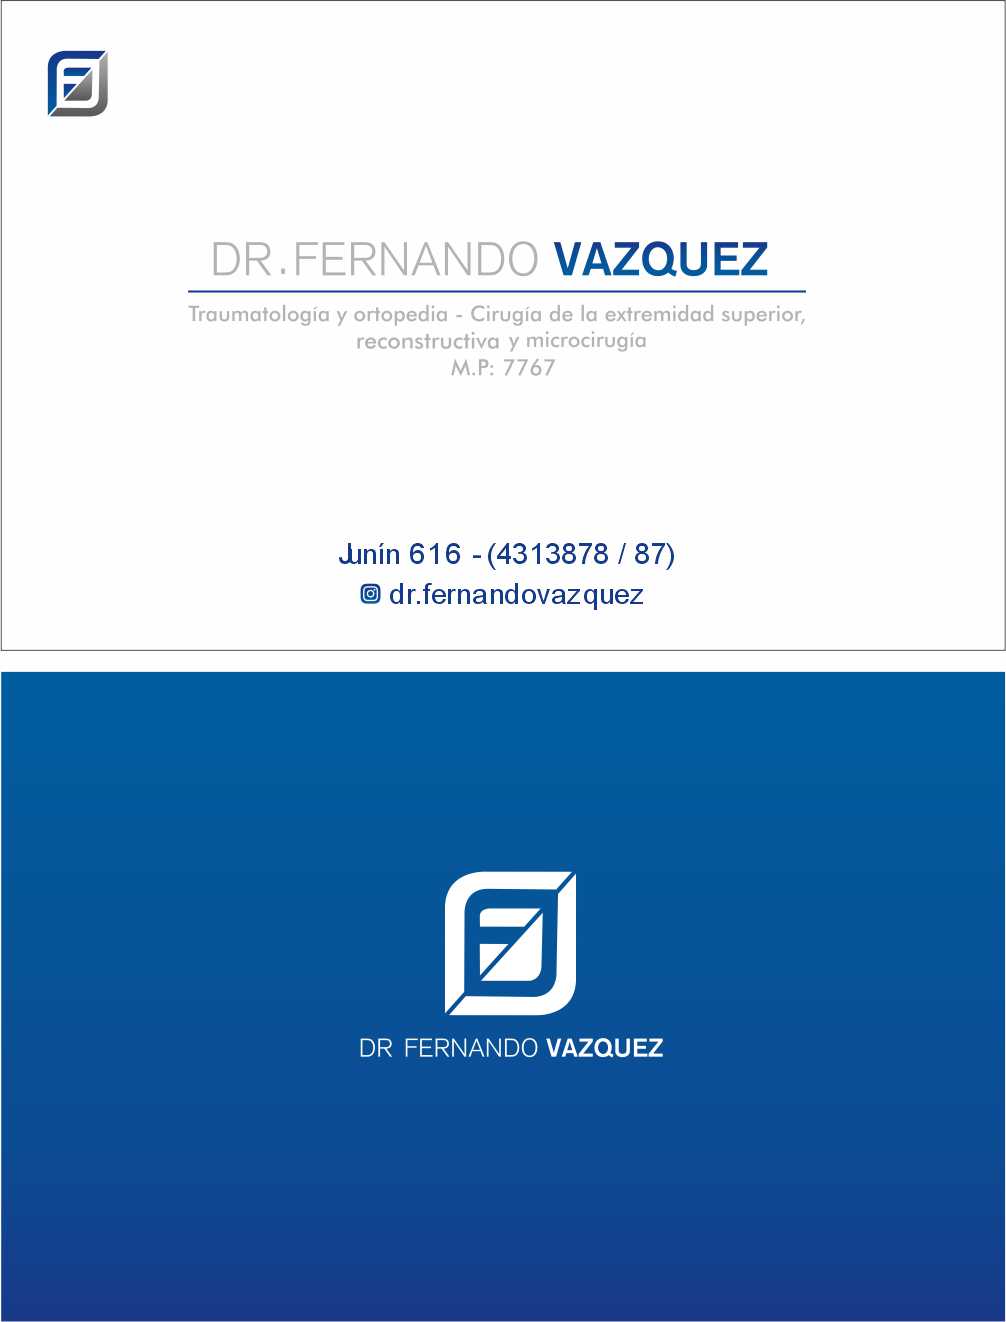 DR.FERNANDO VAZQUEZ
Traumatología y ortopedia - Cirugía de la extremidad superior,
reconstructiva y microcirugía
M.P: 7767
Junín 616 - (4313878 / 87)
dr.fernandovazquez
DR FERNANDO VAZQUEZ